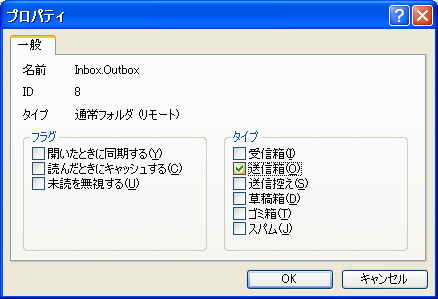 プロパティ
一般
名前 Inbox.Outbox
ID 8
タイプ 通常フォルダ (リモート)
フラグ
開いたときに同期する(Y)
読んだときにキャッシュする(C)
未読を無視する(U)
タイプ
受信箱(I)
送信箱(O)
送信控え(S)
草稿箱(D)
ゴミ箱(T)
スパム(J)
OK キャンセル